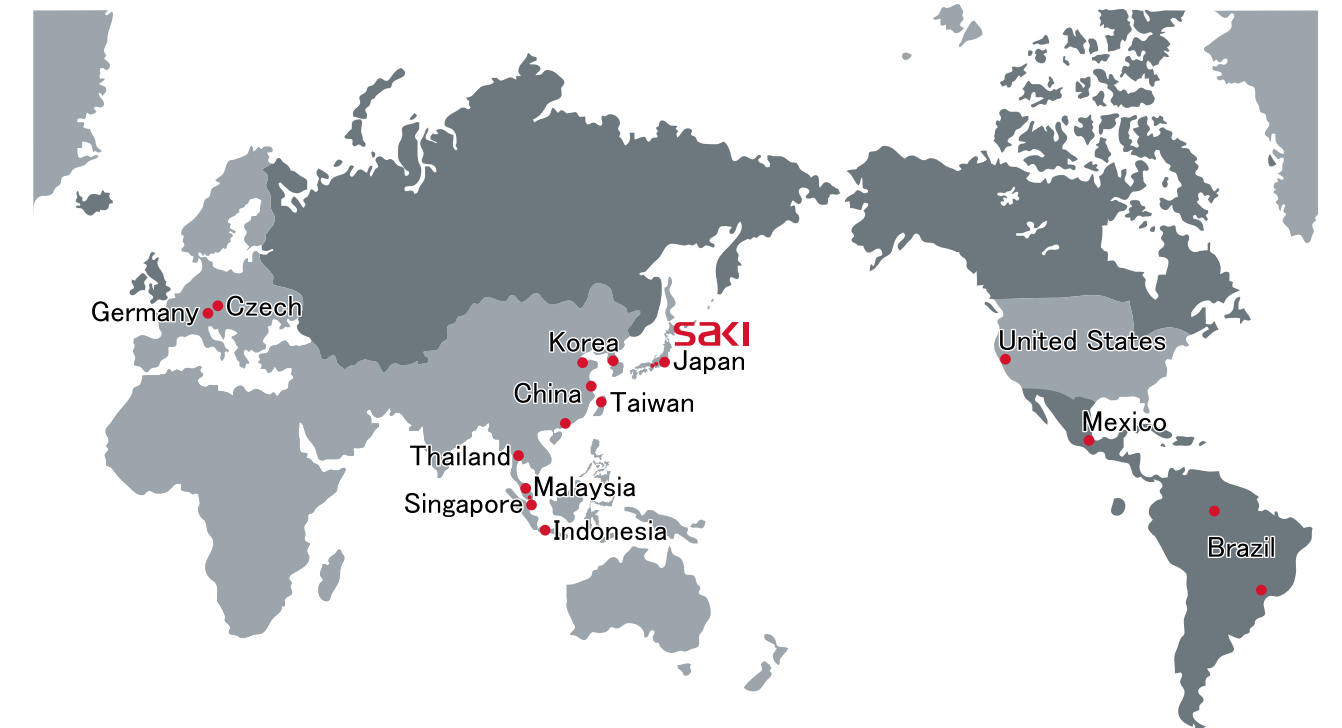 Germany
Czech
Korea
saki
Japan
China
Taiwan
Thailand
Malaysia
Singapore
Indonesia
United States
Mexico
Brazil